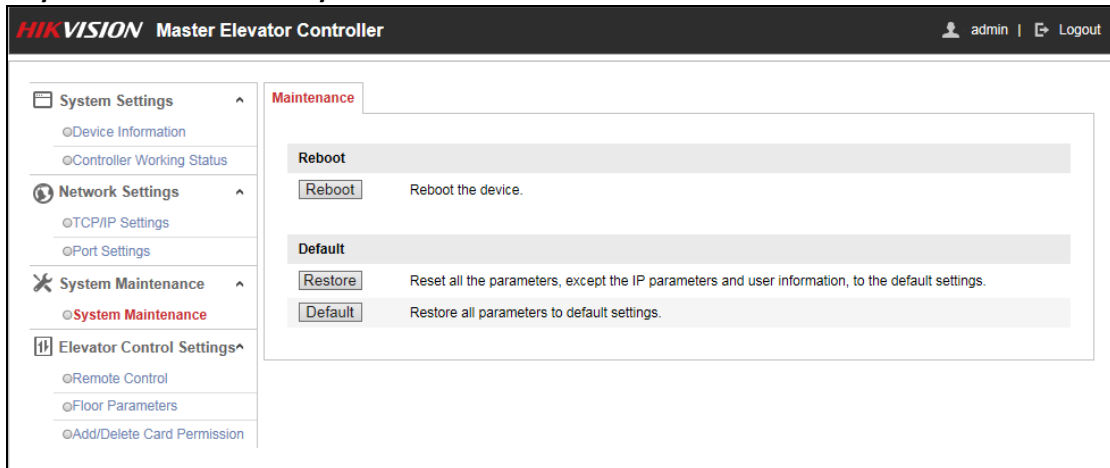 HIKVISION Master Elevator Controller admin | Logout
System Settings
Device Information
Controller Working Status
Network Settings
TCP/IP Settings
Port Settings
System Maintenance
System Maintenance
Elevator Control Settings
Remote Control
Floor Parameters
Add/Delete Card Permission
Maintenance
Reboot
Reboot Reboot the device.
Default
Restore Reset all the parameters, except the IP parameters and user information, to the default settings.
Default Restore all parameters to default settings.